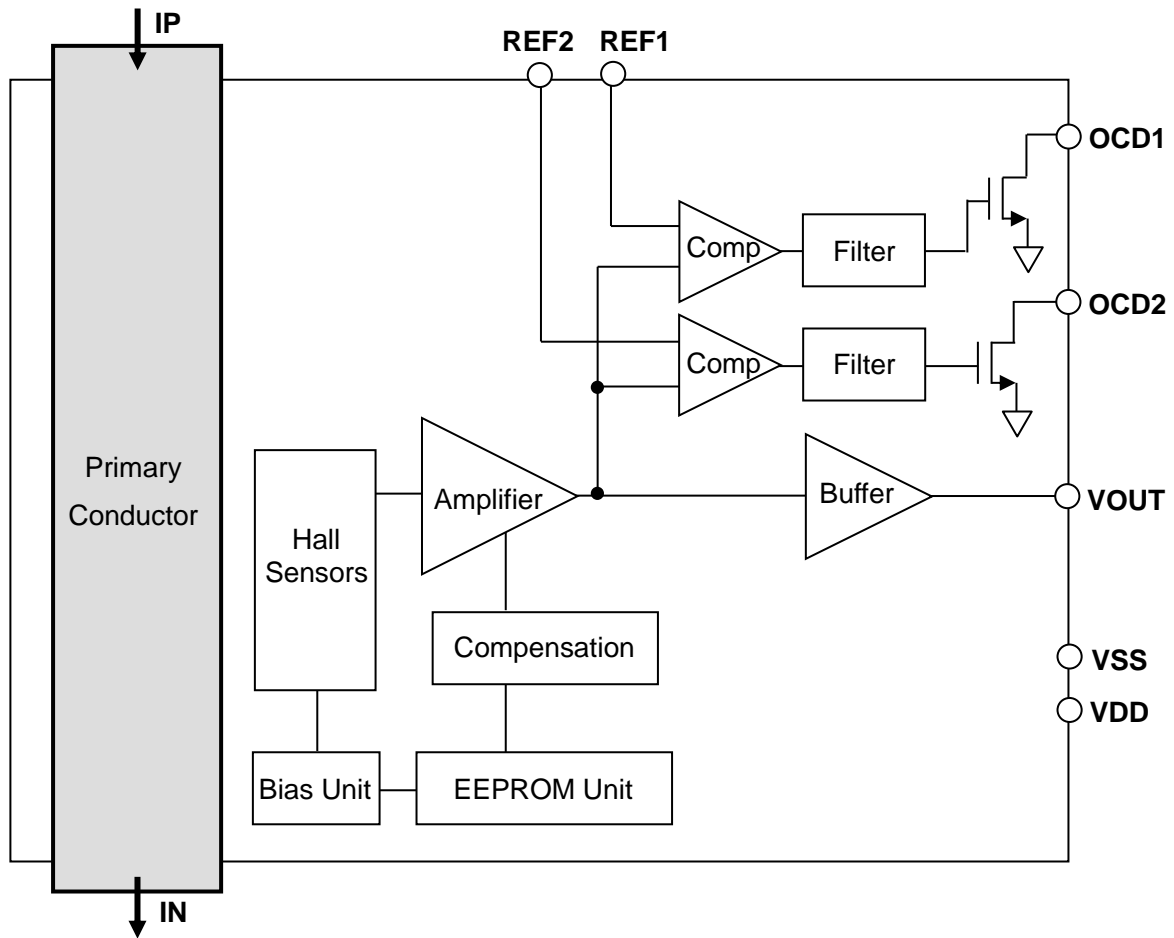 IP
REF2
REF1
OCD1
Comp
Filter
OCD2
Comp
Filter
Primary
Conductor
Hall
Sensors
Amplifier
Buffer
VOUT
Compensation
VSS
VDD
Bias Unit
EEPROM Unit
IN